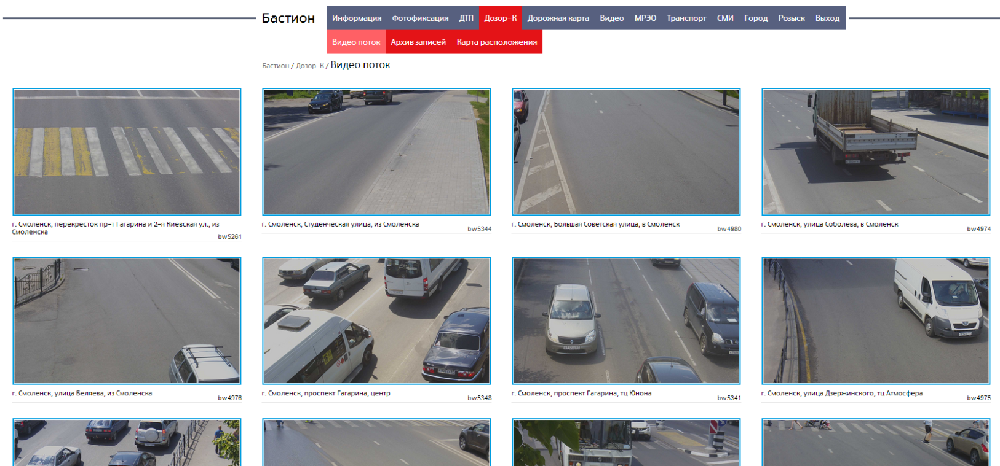 Бастион
Информация Фотофиксация ДТП Дозор-К Дорожная карта Видео МРЭО Транспорт СМИ Город Розыск Выход
Видео поток Архив записей Карта расположения
Бастион / Дозор-К / Видео поток
г. Смоленск, перекресток пр-т Гагарина и 2-я Киевская ул., из
Смоленска
bw5261
г. Смоленск, Студенческая улица, из Смоленска
bw5344
г. Смоленск, Большая Советская улица, в Смоленск
bw4980
г. Смоленск, улица Соболева, в Смоленск
bw4974
г. Смоленск, улица Беляева, из Смоленска
bw4976
г. Смоленск, проспект Гагарина, центр
bw5348
г. Смоленск, проспект Гагарина, тц Юнона
bw5341
г. Смоленск, улица Дзержинского, тц Атмосфера
bw4975